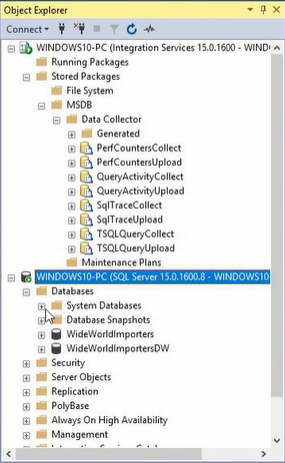 Object Explorer
Connect
WINDOWS10-PC (Integration Services 15.0.1600 - WIND
Running Packages
Stored Packages
File System
MSDB
Data Collector
Generated
PerfCountersCollect
PerfCountersUpload
QueryActivityCollect
QueryActivityUpload
SqlTraceCollect
SqlTraceUpload
TSQLQueryCollect
TSQLQueryUpload
Maintenance Plans
WINDOWS10-PC (SQL Server 15.0.1600.8 - WINDOWS10-
Databases
System Databases
Database Snapshots
WideWorldImporters
WideWorldImportersDW
Security
Server Objects
Replication
PolyBase
Always On High Availability
Management